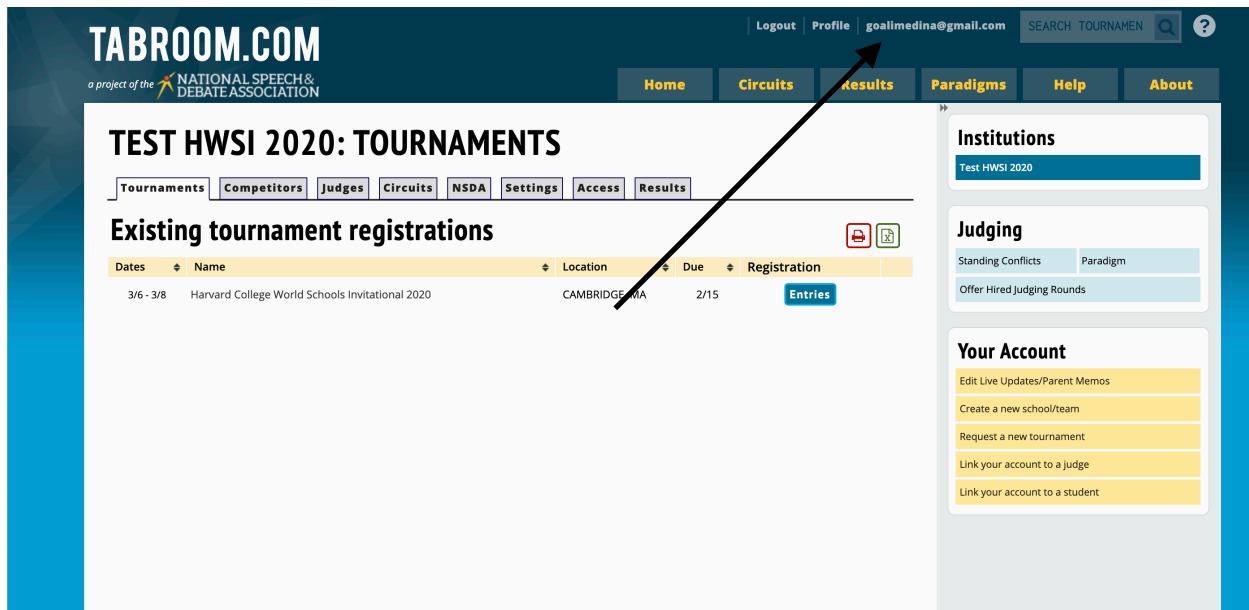 Logout Profile goalimedina@gmail.com SEARCH TOURNAMEN ?
TABROOM.COM
a project of the NATIONAL SPEECH & DEBATE ASSOCIATION
Home Circuits Results Paradigms Help About
TEST HWSI 2020: TOURNAMENTS
Tournaments Competitors Judges Circuits NSDA Settings Access Results
Existing tournament registrations
Dates Name Location Due Registration
3/6 - 3/8 Harvard College World Schools Invitational 2020 CAMBRIDGE, MA 2/15 Entries
Institutions
Test HWSI 2020
Judging
Standing Conflicts Paradigm
Offer Hired Judging Rounds
Your Account
Edit Live Updates/Parent Memos
Create a new school/team
Request a new tournament
Link your account to a judge
Link your account to a student